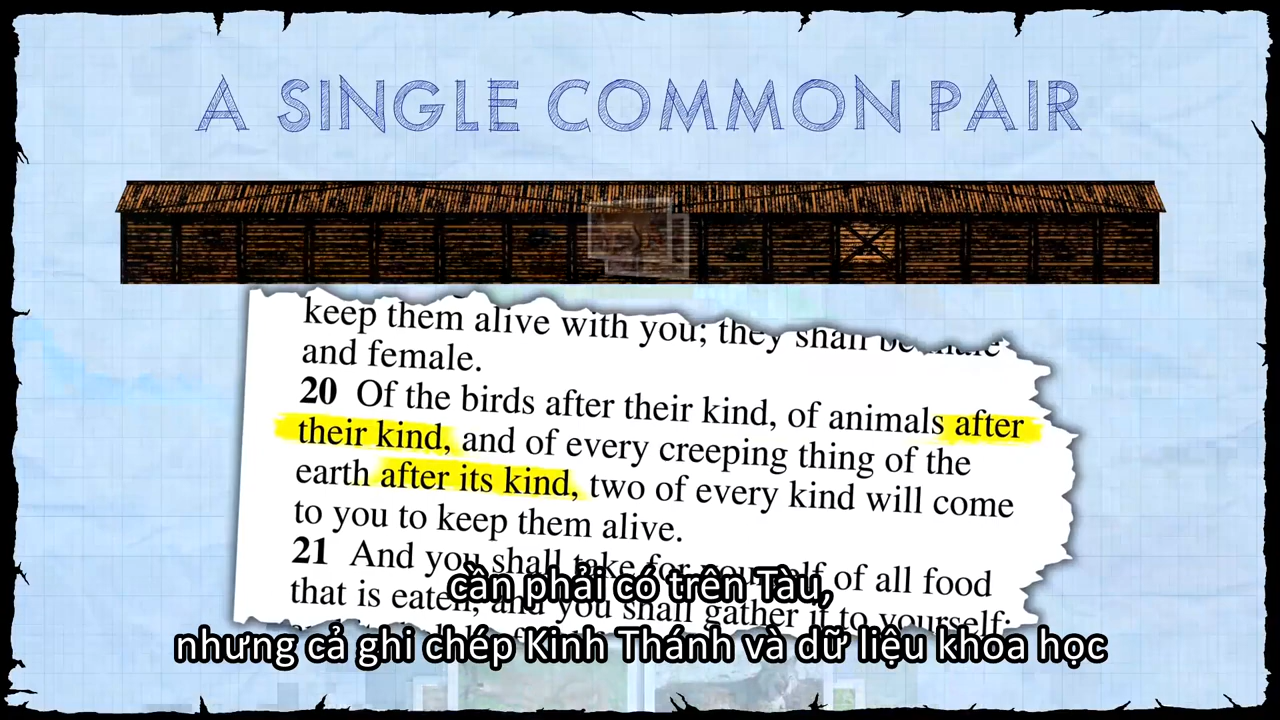 A SINGLE COMMON PAIR
keep them alive with you; they shall be male
and female.
20 Of the birds after their kind, of animals after
their kind, and of every creeping thing of the
earth after its kind, two of every kind will come
to you to keep them alive.
21 And you shall take for yourself of all food
that is eaten, and you shall gather it to yourself;
cần phải có trên Tàu,
nhưng cả ghi chép Kinh Thánh và dữ liệu khoa học